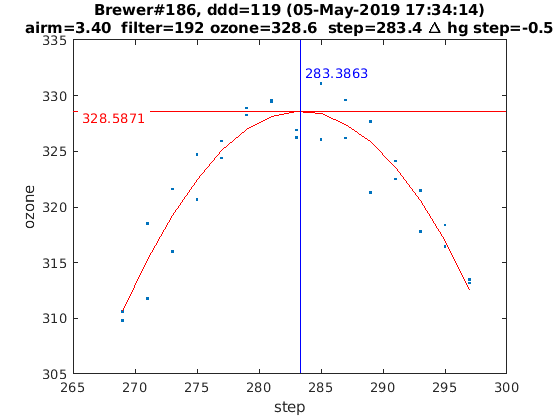 Brewer#186, ddd=119 (05-May-2019 17:34:14)
airm=3.40 filter=192 ozone=328.6 step=283.4 Δ hg step=-0.5
335
330
325
320
315
310
305
ozone
283.3863
328.5871
265 270 275 280 285 291 295 300
step